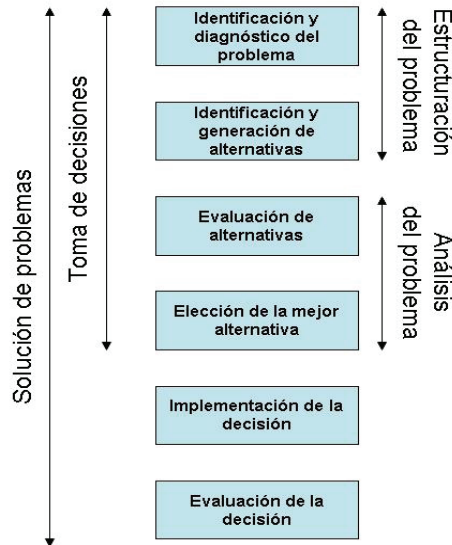 Identificación y
diagnóstico del
problema
Identificación y
generación de
alternativas
Evaluación de
alternativas
Elección de la mejor
alternativa
Implementación de la
decisión
Evaluación de la
decisión
Solución de problemas
Toma de decisiones
Estructuración
del problema
Análisis
del problema